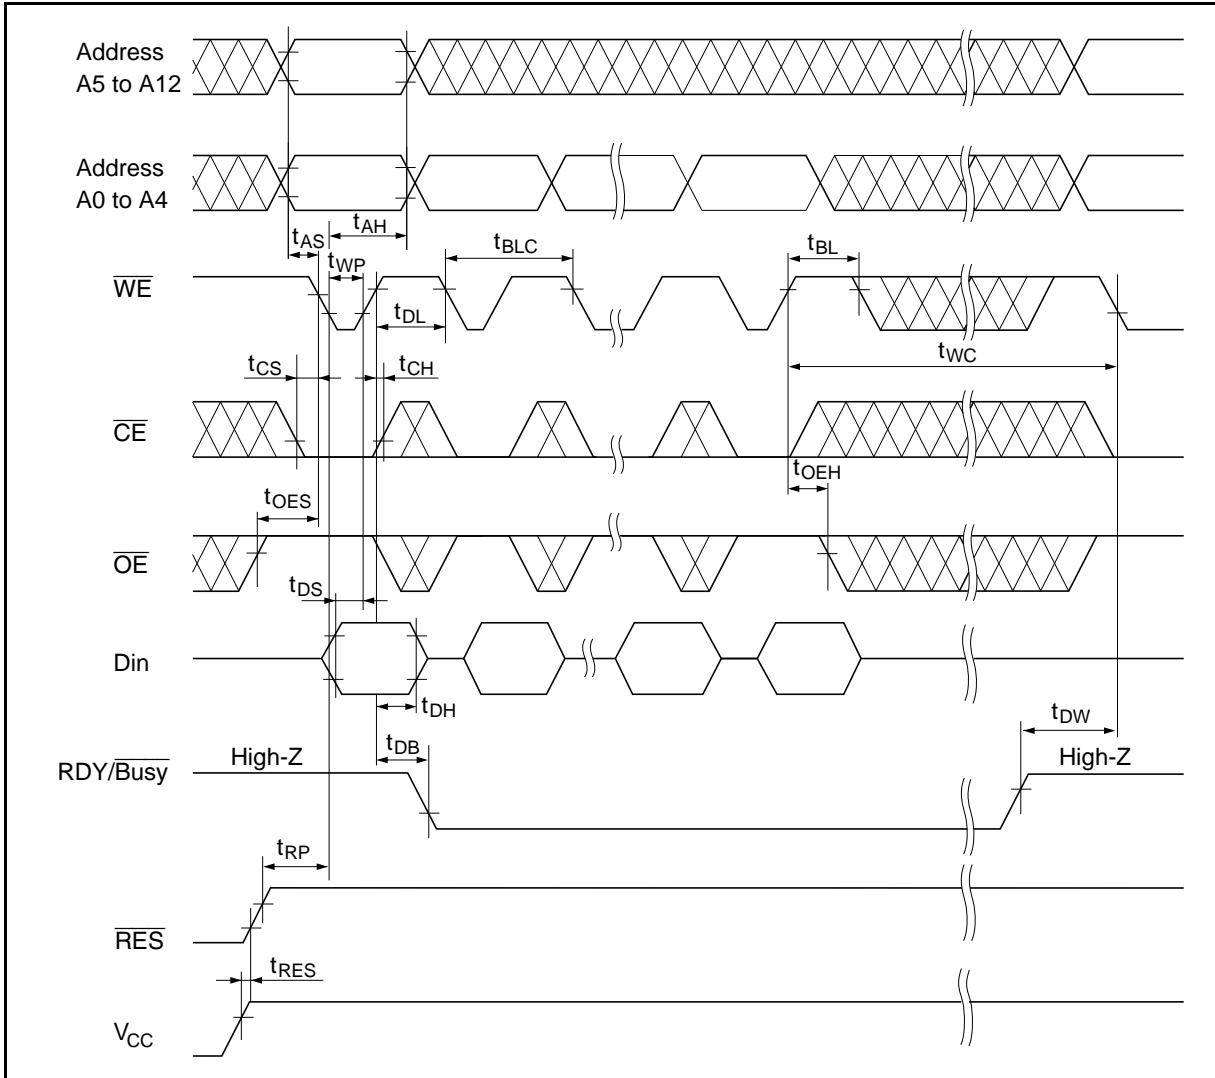 Address
A5 to A12
Address
A0 to A4
tAH
tAS
tBLC
tBL
tWP
WE
tDL
tWC
tCS
tCH
CE
tOEH
tOES
OE
tDS
Din
tDH
tDW
tDB
High-Z
High-Z
RDY/Busy
tRP
RES
tRES
VCC